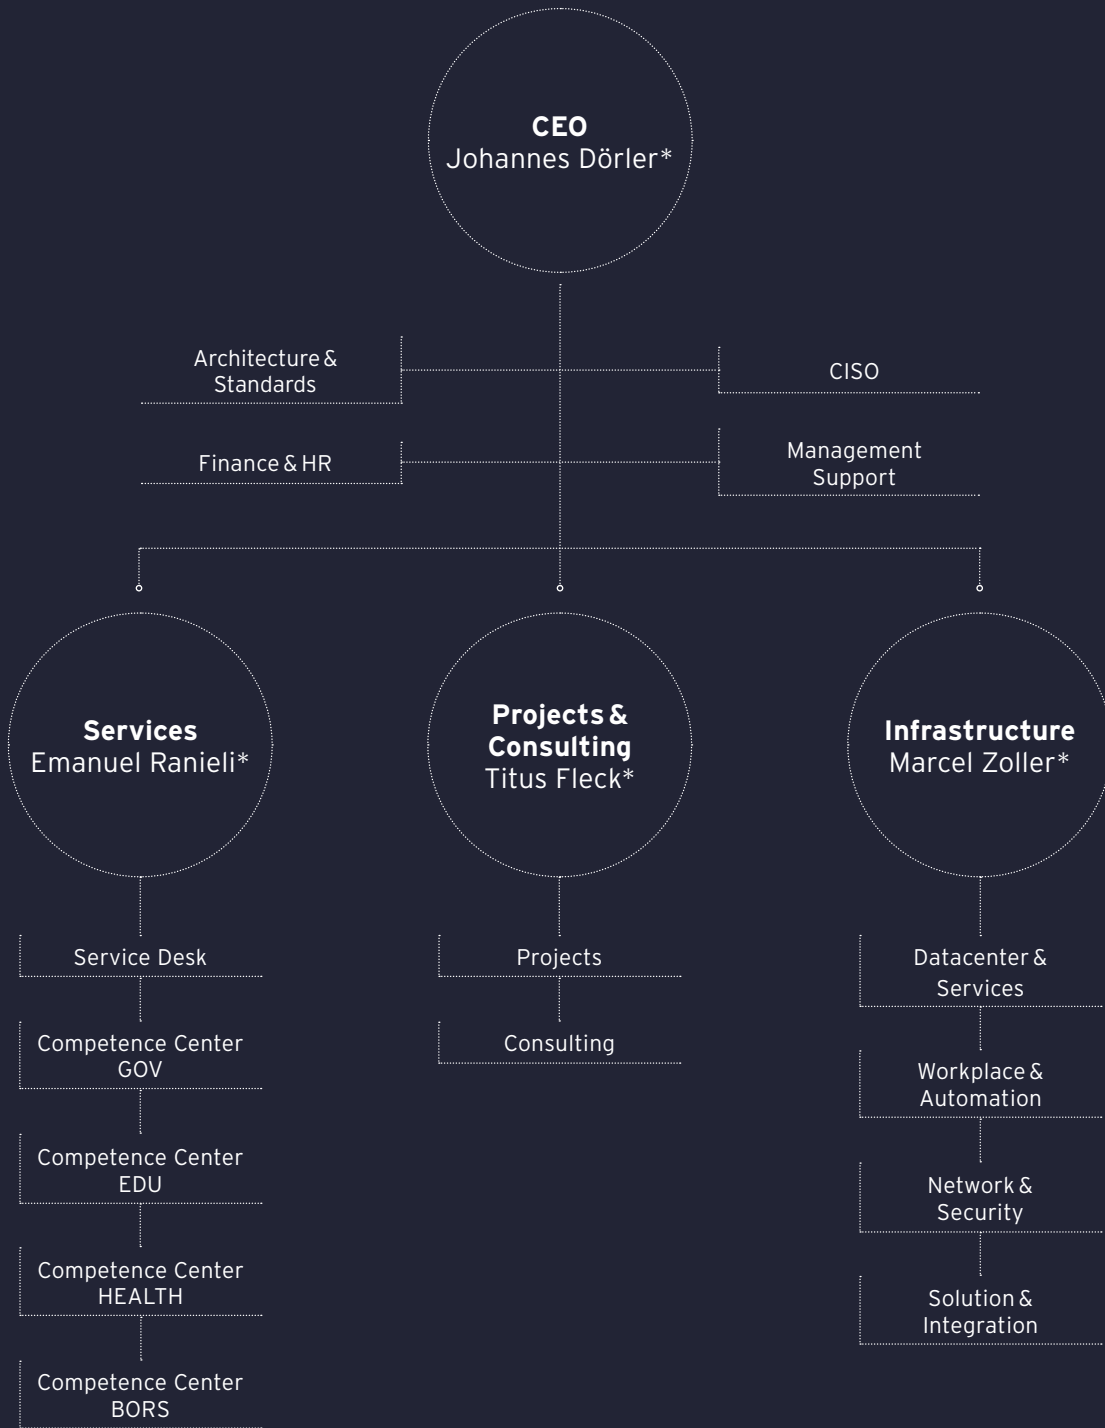 CEO
Johannes Dörler*
Architecture &
Standards
CISO
Finance & HR
Management
Support
Services
Emanuel Ranieli*
Projects &
Consulting
Titus Fleck*
Infrastructure
Marcel Zoller*
Service Desk
Competence Center
GOV
Competence Center
EDU
Competence Center
HEALTH
Competence Center
BORS
Projects
Consulting
Datacenter &
Services
Workplace &
Automation
Network &
Security
Solution &
Integration